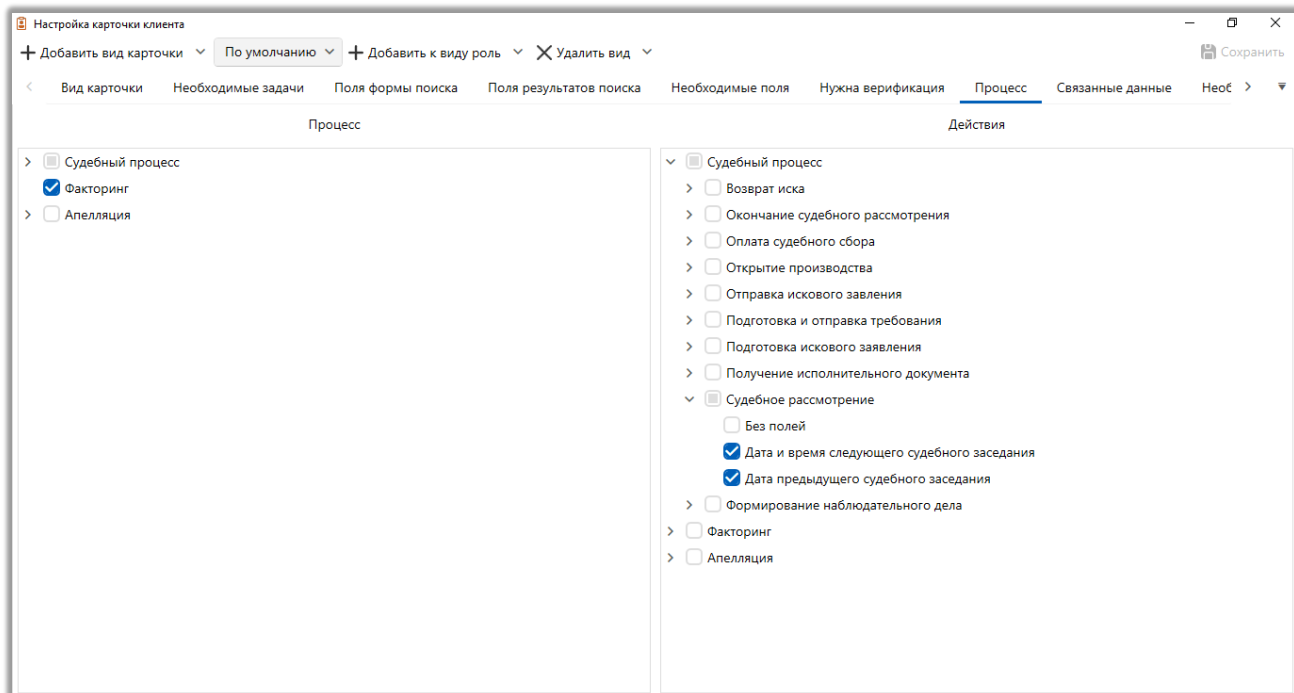 Настройка карточки клиента
Добавить вид карточки По умолчанию Добавить к виду роль Удалить вид Сохранить
Вид карточки Необходимые задачи Поля формы поиска Поля результатов поиска Необходимые поля Нужна верификация Процесс Связанные данные Необ
Процесс Действия
Судебный процесс
Факторинг
Апелляция
Судебный процесс
Возврат иска
Окончание судебного рассмотрения
Оплата судебного сбора
Открытие производства
Отправка искового завления
Подготовка и отправка требования
Подготовка искового заявления
Получение исполнительного документа
Судебное рассмотрение
Без полей
Дата и время следующего судебного заседания
Дата предыдущего судебного заседания
Формирование наблюдательного дела
Факторинг
Апелляция